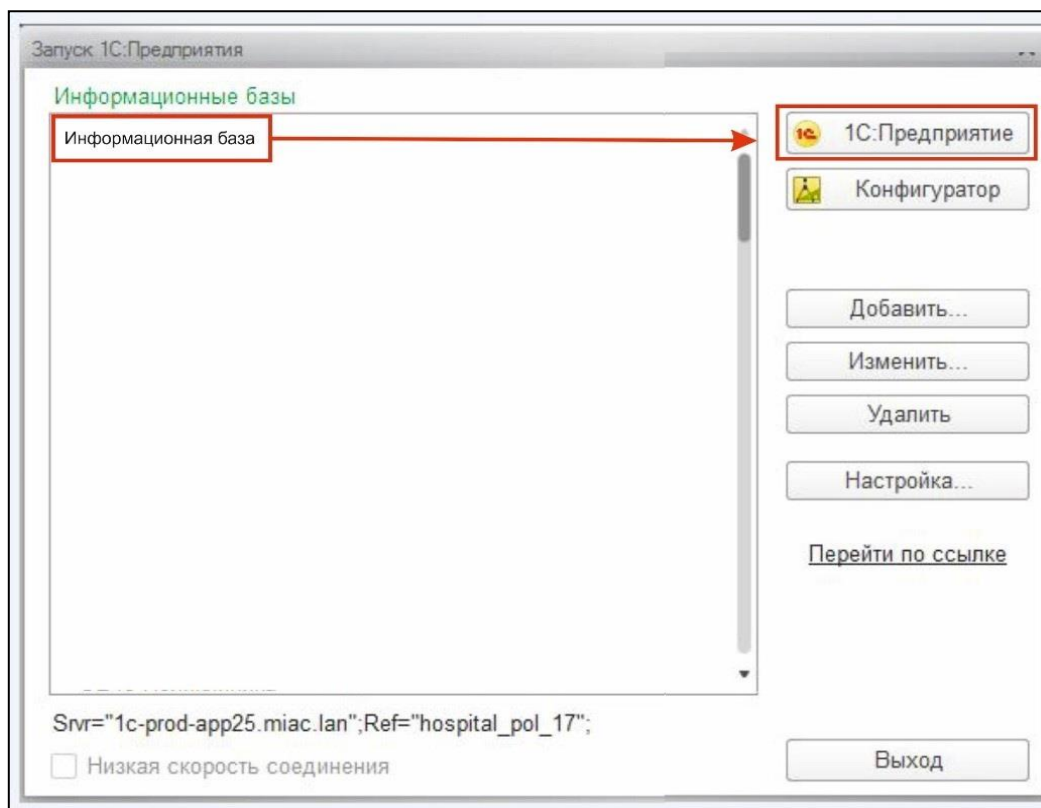 Запуск 1С:Предприятия
Информационные базы
Информационная база
1С:Предприятие
Конфигуратор
Добавить...
Изменить...
Удалить
Настройка...
Перейти по ссылке
Srvr="1c-prod-app25.miac.lan";Ref="hospital_pol_17";
Низкая скорость соединения
Выход